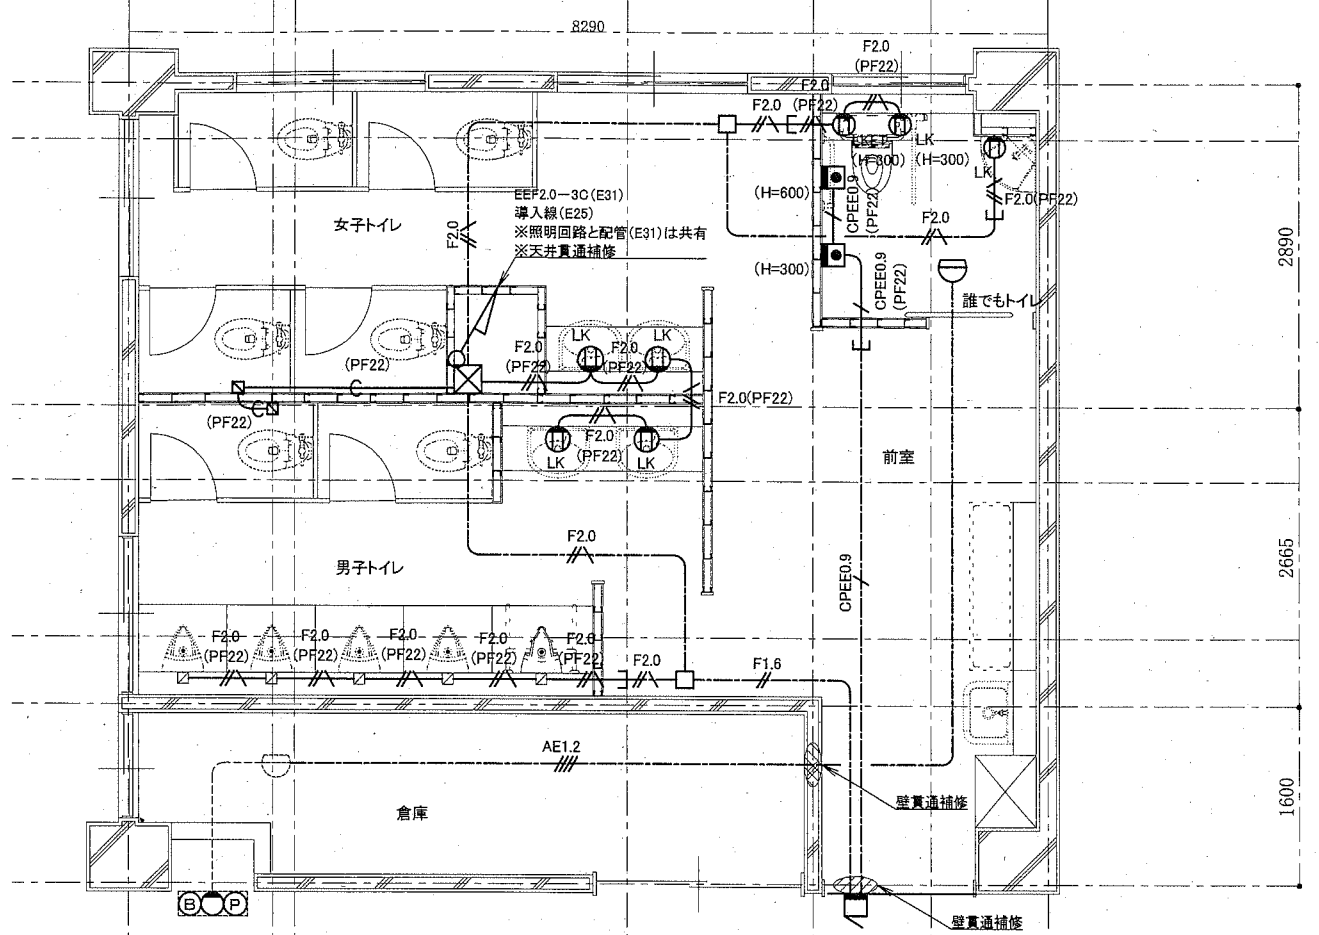 8290
F2.0
(PF22)
F2.0
F2.0
(PF22)
LKET
LK
(H=300)
(H=300)
LK
(H=600)
CPEE0.9
(PF22)
F2.0(PF22)
F2.0
EEF2.0－3C(E31)
導入線(E25)
※照明回路と配管(E31)は共有
※天井貫通補修
女子トイレ
F2.0
2890
(H=300)
CPEE0.9
(PF22)
誰でもトイレ
LK
LK
F2.0
(PF22)
F2.0
(PF22)
(PF22)
F2.0(PF22)
(PF22)
F2.0
(PF22)
LK
LK
前室
F2.0
男子トイレ
CPEE0.9
2665
F2.0
(PF22)
F2.0
(PF22)
F2.0
(PF22)
F2.0
(PF22)
F2.0
(PF22)
F2.0
F1.6
AE1.2
倉庫
壁貫通補修
1600
B
P
壁貫通補修